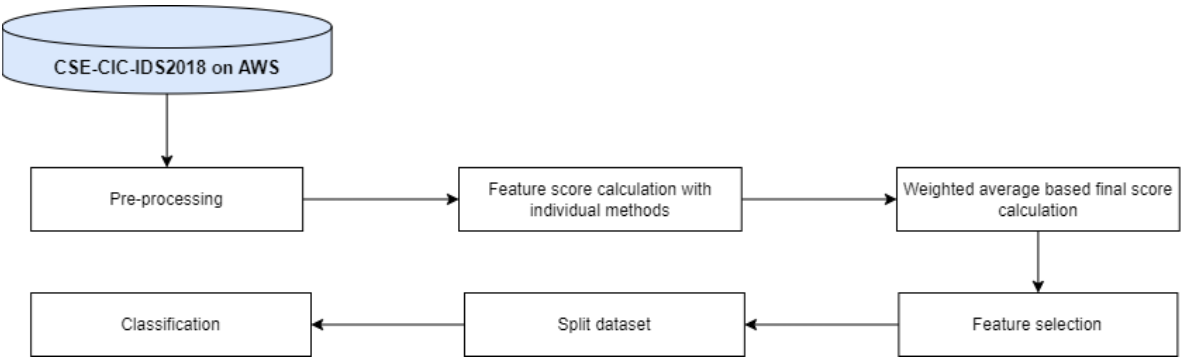 CSE-CIC-IDS2018 on AWS
Pre-processing
Feature score calculation with
individual methods
Weighted average based final score
calculation
Classification
Split dataset
Feature selection